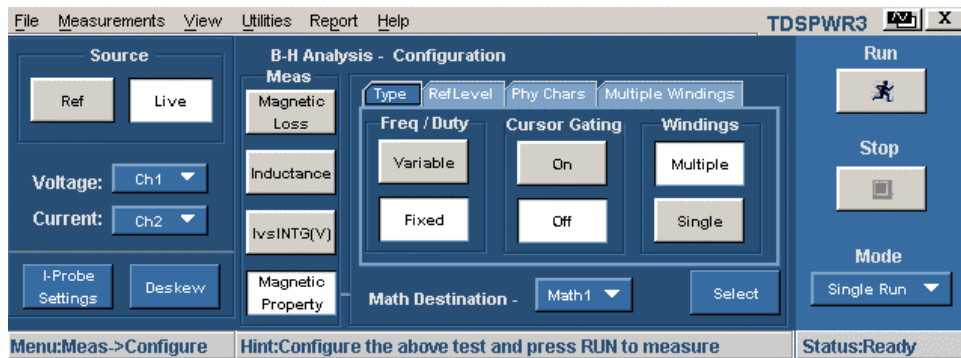 File Measurements View Utilities Report Help
TDSPWR3
X
Source
Ref
Live
Voltage:
Ch1
Current:
Ch2
I-Probe
Settings
Deskew
B-H Analysis - Configuration
Meas
Magnetic
Loss
Inductance
IvsINTG(V)
Magnetic
Property
Type
RefLevel
Phy Chars
Multiple Windings
Freq / Duty
Variable
Fixed
Cursor Gating
On
Off
Windings
Multiple
Single
Math Destination -
Math1
Select
Run
Stop
Mode
Single Run
Menu:Meas->Configure
Hint:Configure the above test and press RUN to measure
Status:Ready